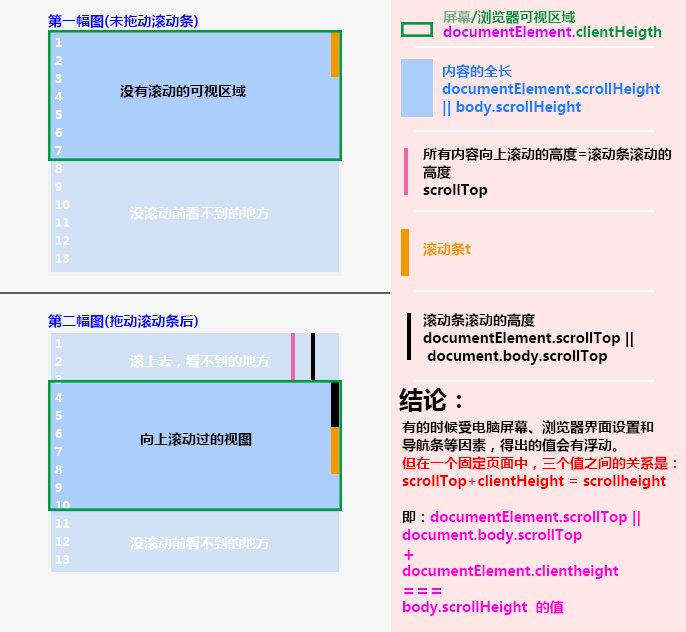 第一幅图(未拖动滚动条)
1
2
3
没有滚动的可视区域
4
5
6
7
8
9
没滚动前看不到的地方
10
11
12
13
第二幅图(拖动滚动条后)
1
2
滚上去，看不到的地方
3
4
5
向上滚动过的视图
6
7
8
9
10
11
12
没滚动前看不到的地方
13
屏幕/浏览器可视区域
documentElement.clientHeigth
内容的全长
documentElement.scrollHeight
|| body.scrollHeight
所有内容向上滚动的高度=滚动条滚动的
高度
scrollTop
滚动条t
滚动条滚动的高度
documentElement.scrollTop ||
document.body.scrollTop
结论：
有的时候受电脑屏幕、浏览器界面设置和
导航条等因素，得出的值会有浮动。
但在一个固定页面中，三个值之间的关系是：
scrollTop+clientHeight = scrollheight
即：documentElement.scrollTop ||
document.body.scrollTop
+
documentElement.clientheight
===
body.scrollHeight 的值